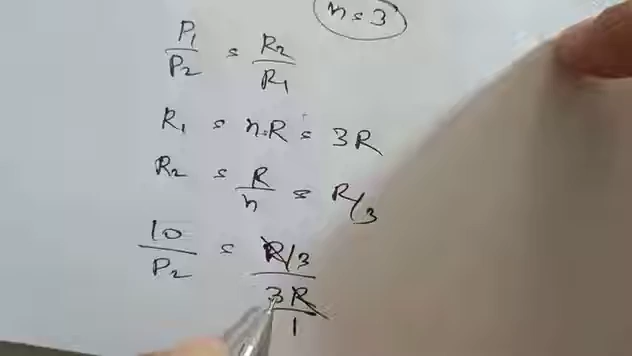 n = 3
P₁/P₂ = R₂/R₁
R₁ = n·R = 3R
R₂ = R/n = R/3
10/P₂ = R/3 / 3R/1